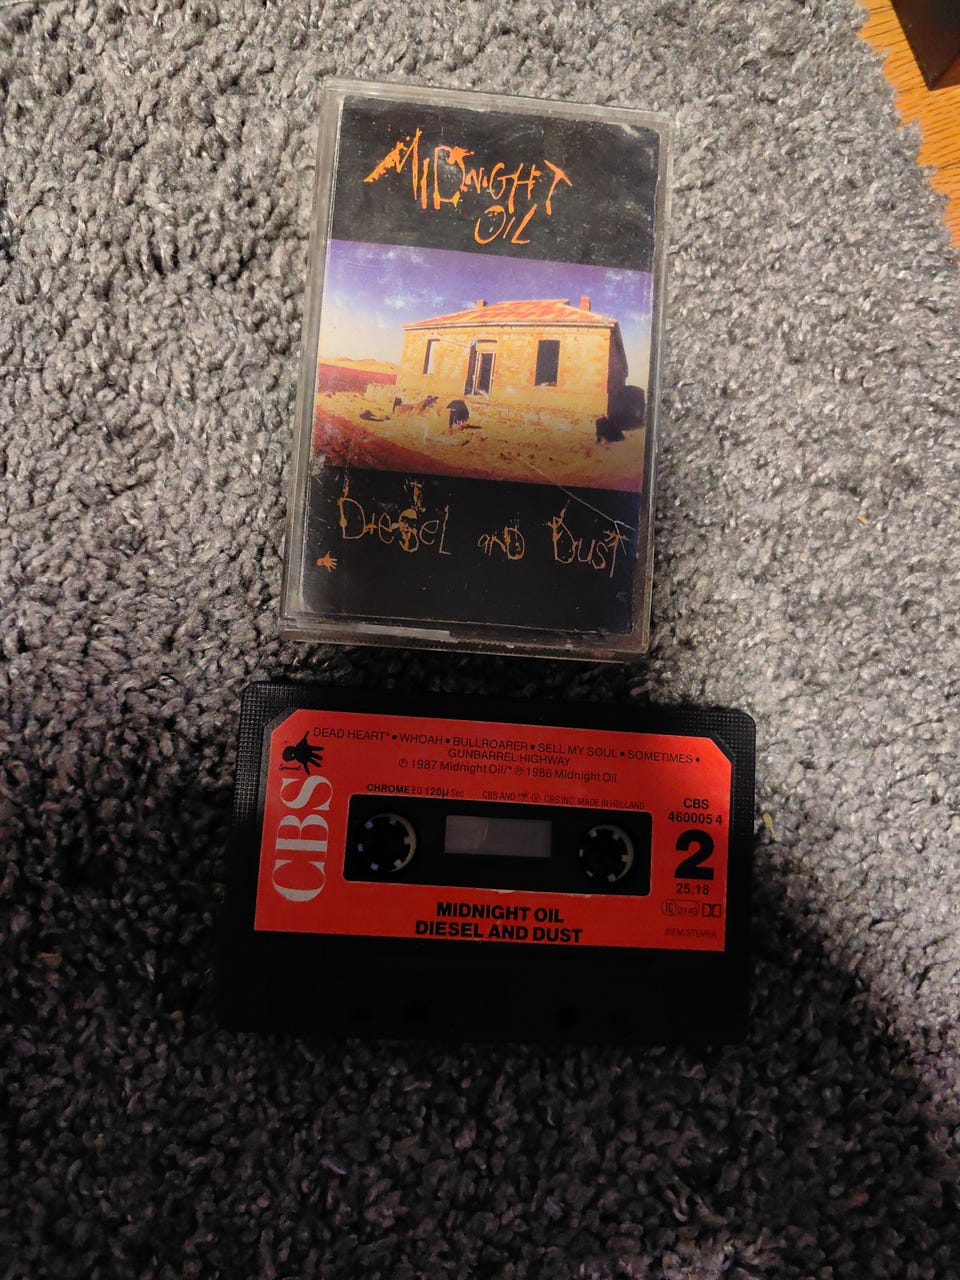 MIDNIGHT
OIL
DIESEL AND DUST
DEAD HEART* • WHOAH • BULLROARER • SELL MY SOUL • SOMETIMES •
GUNBARREL HIGHWAY
℗ 1987 Midnight Oil/* ℗ 1986 Midnight Oil
CHROME EQ 120µ Sec CBS AND ® CBS INC. MADE IN HOLLAND
CBS
CBS
460005 4
2
25:18
0149
BIEM/STEMRA
MIDNIGHT OIL
DIESEL AND DUST